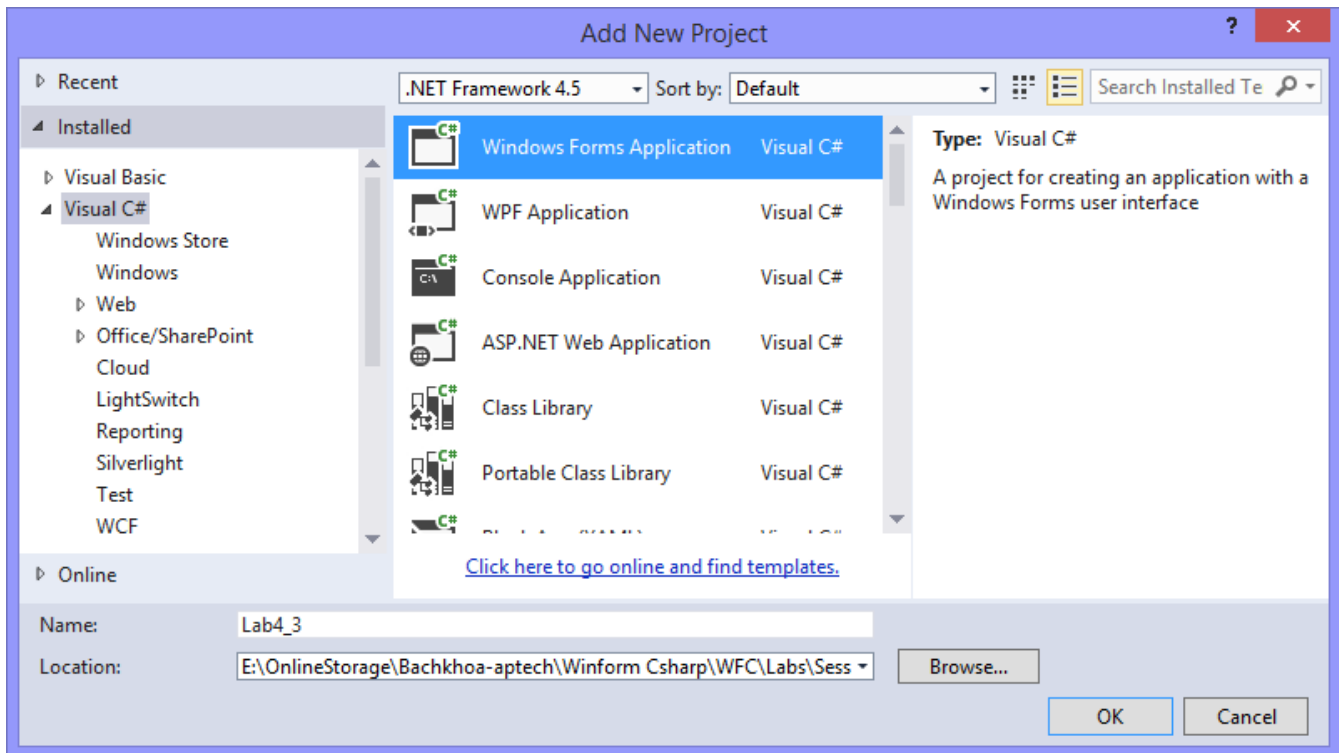 Add New Project
?
Recent
.NET Framework 4.5
Sort by: Default
Search Installed Te
Installed
Visual Basic
Visual C#
Windows Store
Windows
Web
Office/SharePoint
Cloud
LightSwitch
Reporting
Silverlight
Test
WCF
Online
C# Windows Forms Application Visual C#
C# WPF Application Visual C#
C# C:\ Console Application Visual C#
C# ASP.NET Web Application Visual C#
C# Class Library Visual C#
C# Portable Class Library Visual C#
C#
Click here to go online and find templates.
Type: Visual C#
A project for creating an application with a
Windows Forms user interface
Name: Lab4_3
Location: E:\OnlineStorage\Bachkhoa-aptech\Winform Csharp\WFC\Labs\Sess
Browse...
OK Cancel